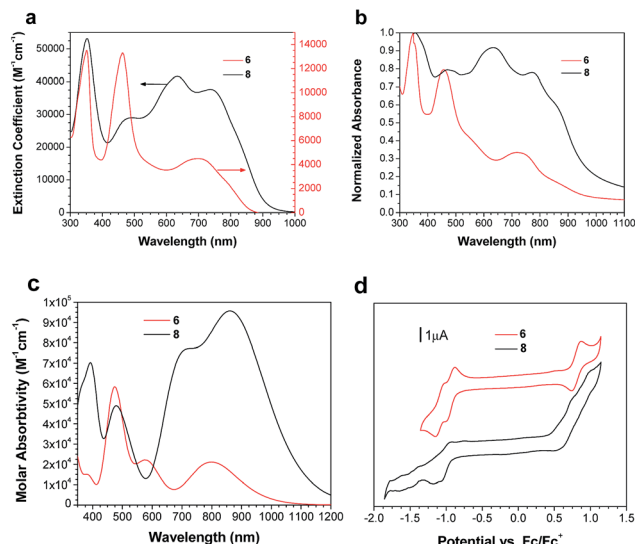 a
Extinction Coefficient (M⁻¹cm⁻¹)
50000
40000
30000
20000
10000
0
14000
12000
10000
8000
6000
4000
2000
0
6
8
300 400 500 600 700 800 900 1000
Wavelength (nm)
b
Normalized Absorbance
1.0
0.9
0.8
0.7
0.6
0.5
0.4
0.3
0.2
0.1
0.0
6
8
300 400 500 600 700 800 900 1000 1100
Wavelength (nm)
c
Molar Absorbtivity (M⁻¹cm⁻¹)
1x10⁵
9x10⁴
8x10⁴
7x10⁴
6x10⁴
5x10⁴
4x10⁴
3x10⁴
2x10⁴
1x10⁴
0
6
8
400 500 600 700 800 900 1000 1200
Wavelength (nm)
d
1μA
6
8
-2.0 -1.5 -1.0 -0.5 0.0 0.5 1.0 1.5
Potential vs. Fc/Fc⁺